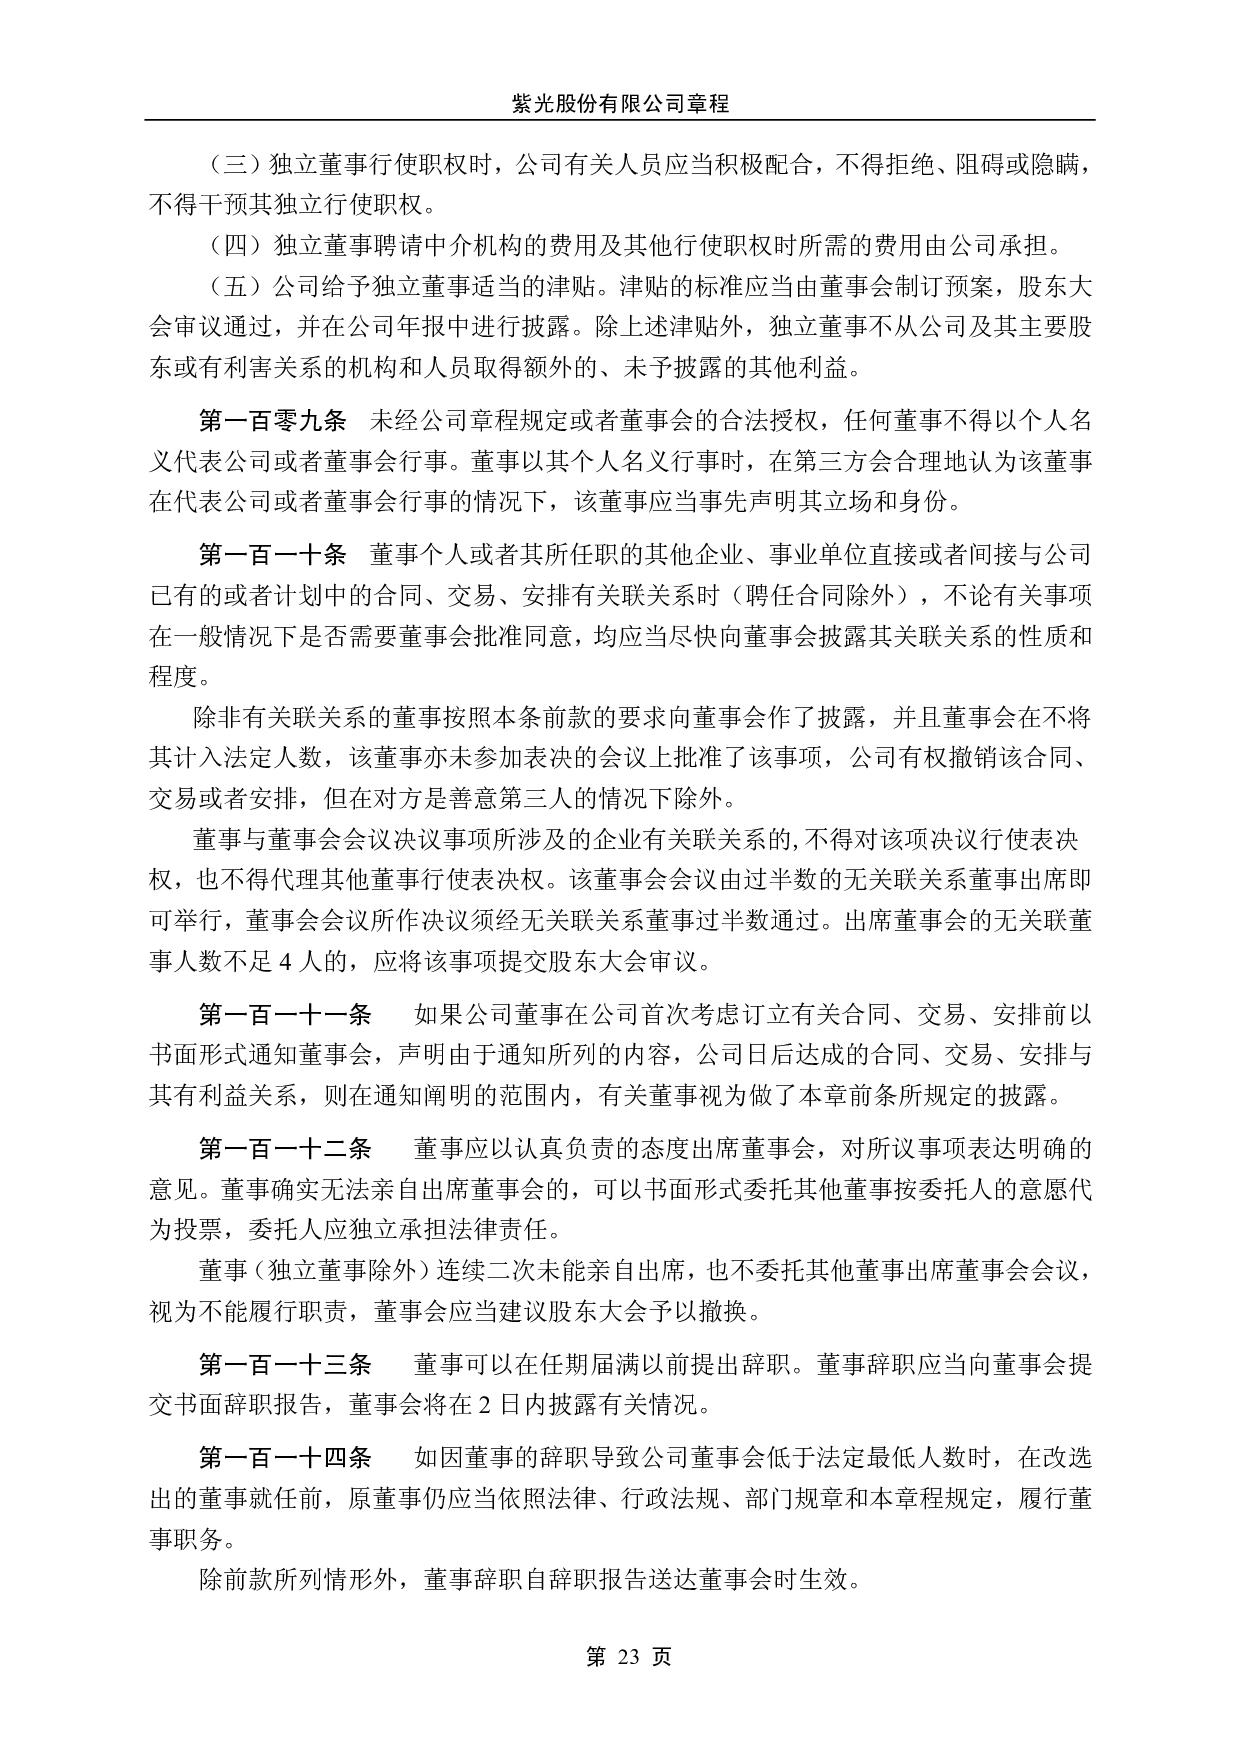 紫光股份有限公司章程
（三）独立董事行使职权时，公司有关人员应当积极配合，不得拒绝、阻碍或隐瞒，
不得干预其独立行使职权。
（四）独立董事聘请中介机构的费用及其他行使职权时所需的费用由公司承担。
（五）公司给予独立董事适当的津贴。津贴的标准应当由董事会制订预案，股东大
会审议通过，并在公司年报中进行披露。除上述津贴外，独立董事不从公司及其主要股
东或有利害关系的机构和人员取得额外的、未予披露的其他利益。
第一百零九条 未经公司章程规定或者董事会的合法授权，任何董事不得以个人名
义代表公司或者董事会行事。董事以其个人名义行事时，在第三方会合理地认为该董事
在代表公司或者董事会行事的情况下，该董事应当事先声明其立场和身份。
第一百一十条 董事个人或者其所任职的其他企业、事业单位直接或者间接与公司
已有的或者计划中的合同、交易、安排有关联关系时（聘任合同除外），不论有关事项
在一般情况下是否需要董事会批准同意，均应当尽快向董事会披露其关联关系的性质和
程度。
除非有关联关系的董事按照本条前款的要求向董事会作了披露，并且董事会在不将
其计入法定人数，该董事亦未参加表决的会议上批准了该事项，公司有权撤销该合同、
交易或者安排，但在对方是善意第三人的情况下除外。
董事与董事会会议决议事项所涉及的企业有关联关系的,不得对该项决议行使表决
权，也不得代理其他董事行使表决权。该董事会会议由过半数的无关联关系董事出席即
可举行，董事会会议所作决议须经无关联关系董事过半数通过。出席董事会的无关联董
事人数不足 4 人的，应将该事项提交股东大会审议。
第一百一十一条 如果公司董事在公司首次考虑订立有关合同、交易、安排前以
书面形式通知董事会，声明由于通知所列的内容，公司日后达成的合同、交易、安排与
其有利益关系，则在通知阐明的范围内，有关董事视为做了本章前条所规定的披露。
第一百一十二条 董事应以认真负责的态度出席董事会，对所议事项表达明确的
意见。董事确实无法亲自出席董事会的，可以书面形式委托其他董事按委托人的意愿代
为投票，委托人应独立承担法律责任。
董事（独立董事除外）连续二次未能亲自出席，也不委托其他董事出席董事会会议，
视为不能履行职责，董事会应当建议股东大会予以撤换。
第一百一十三条 董事可以在任期届满以前提出辞职。董事辞职应当向董事会提
交书面辞职报告，董事会将在 2 日内披露有关情况。
第一百一十四条 如因董事的辞职导致公司董事会低于法定最低人数时，在改选
出的董事就任前，原董事仍应当依照法律、行政法规、部门规章和本章程规定，履行董
事职务。
除前款所列情形外，董事辞职自辞职报告送达董事会时生效。
第 23 页